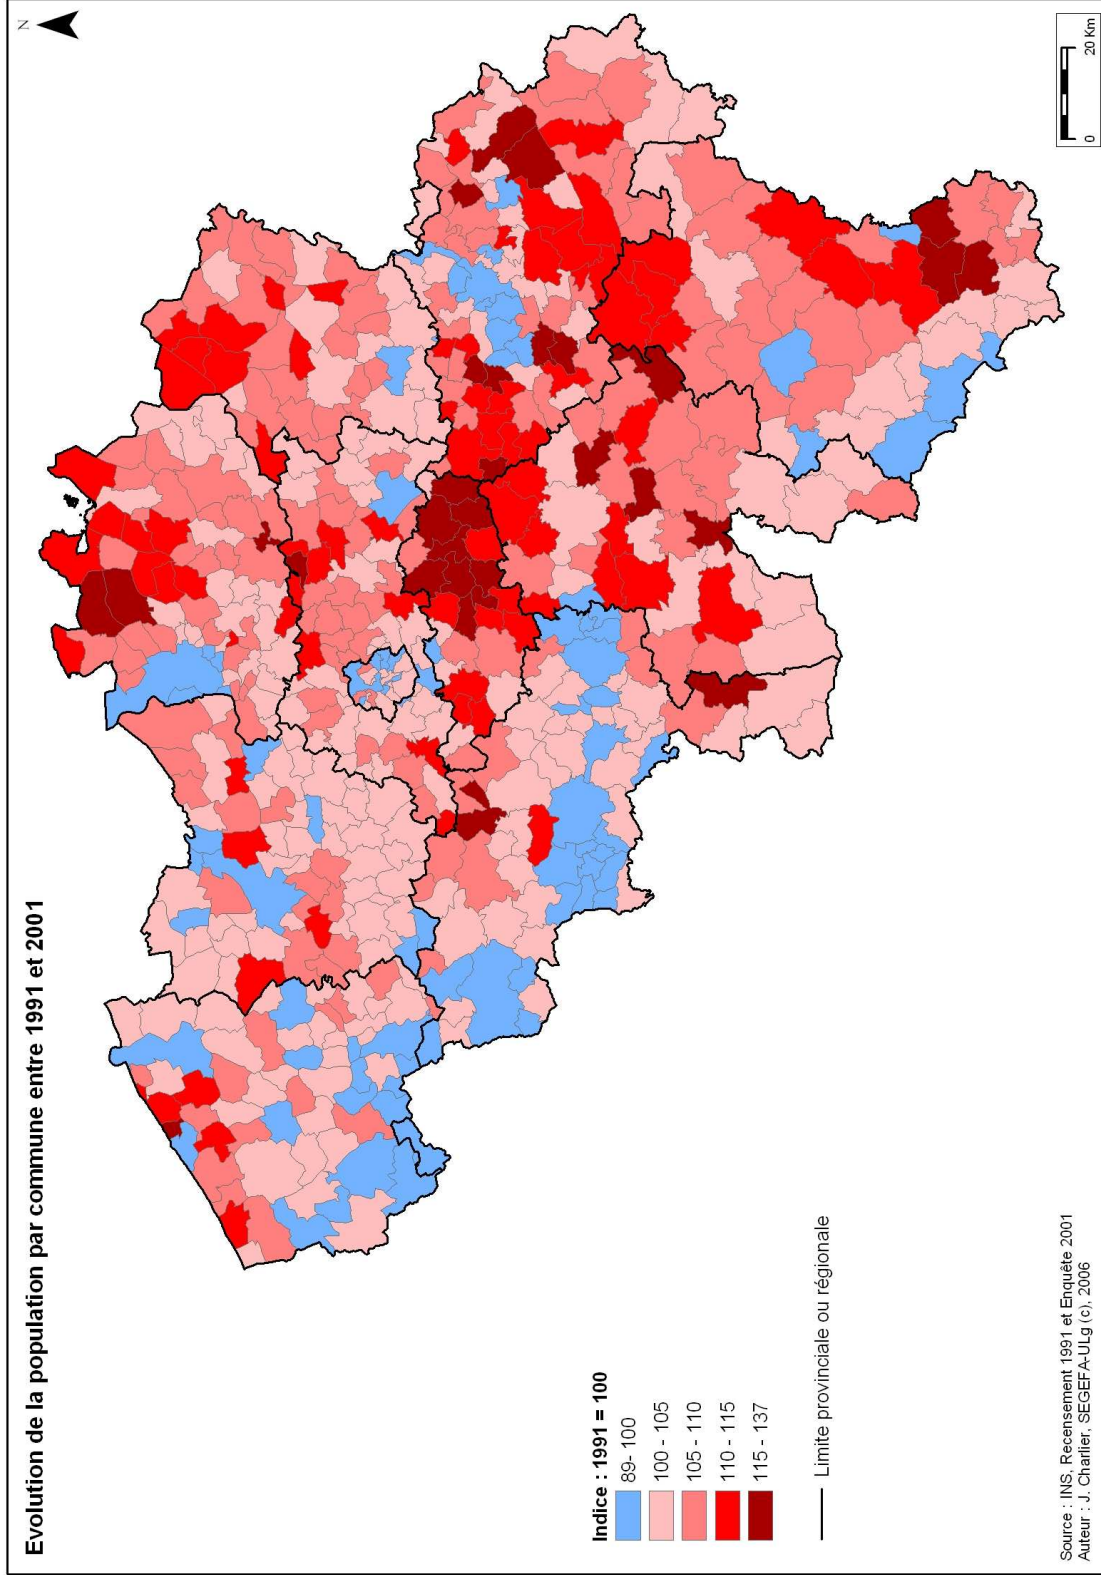 Evolution de la population par commune entre 1991 et 2001
N
Indice : 1991 = 100
89- 100
100 - 105
105 - 110
110 - 115
115 - 137
Limite provinciale ou régionale
Source : INS, Recensement 1991 et Enquête 2001
Auteur : J. Charlier, SEGEFA-ULg (c), 2006
0 20 Km